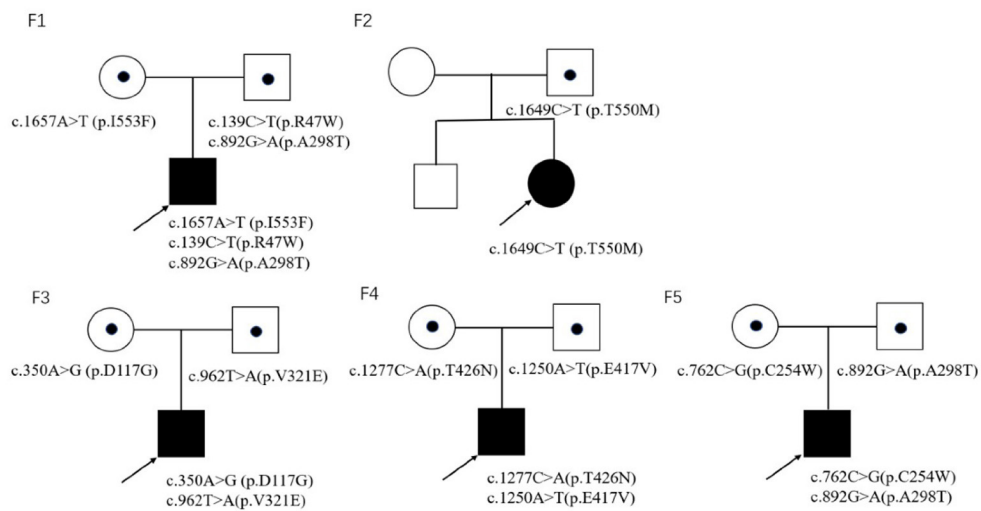 F1
c.1657A>T (p.I553F)
c.139C>T(p.R47W)
c.892G>A(p.A298T)
c.1657A>T (p.I553F)
c.139C>T(p.R47W)
c.892G>A(p.A298T)
F2
c.1649C>T (p.T550M)
c.1649C>T (p.T550M)
F3
c.350A>G (p.D117G)
c.962T>A(p.V321E)
c.350A>G (p.D117G)
c.962T>A(p.V321E)
F4
c.1277C>A(p.T426N)
c.1250A>T(p.E417V)
c.1277C>A(p.T426N)
c.1250A>T(p.E417V)
F5
c.762C>G(p.C254W)
c.892G>A(p.A298T)
c.762C>G(p.C254W)
c.892G>A(p.A298T)